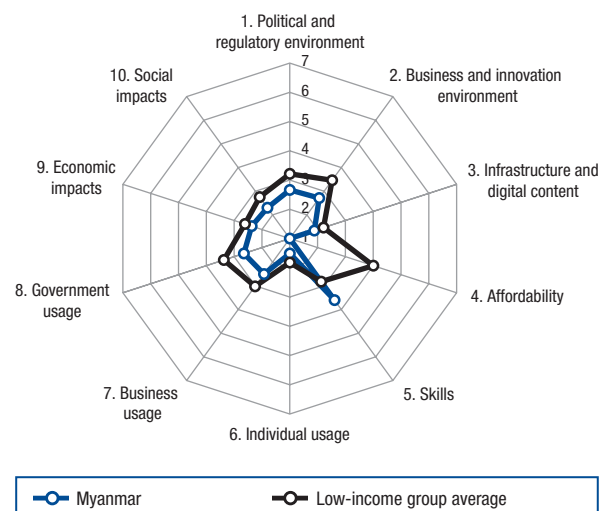 1. Political and
regulatory environment
2. Business and innovation
environment
3. Infrastructure and
digital content
4. Affordability
5. Skills
6. Individual usage
7. Business
usage
8. Government
usage
9. Economic
impacts
10. Social
impacts
7
6
5
4
3
2
1
Myanmar
Low-income group average